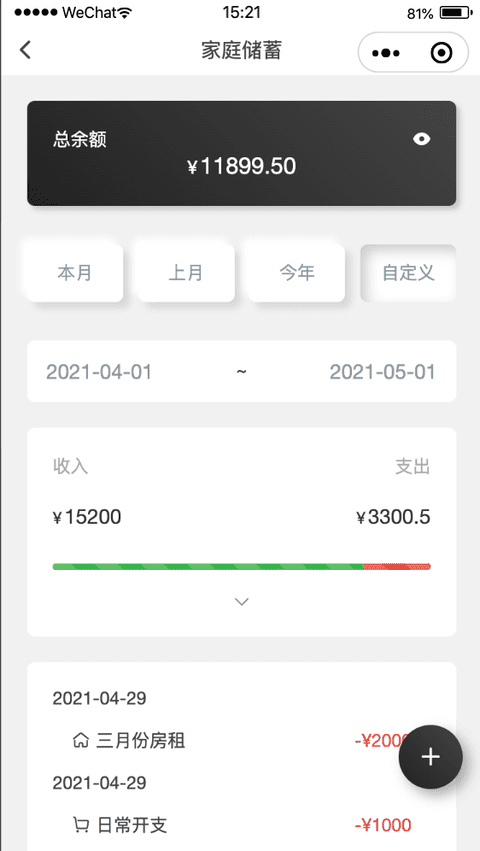 WeChat 15:21 81%
家庭储蓄
总余额
¥11899.50
本月 上月 今年 自定义
2021-04-01 ~ 2021-05-01
收入 支出
¥15200 ¥3300.5
2021-04-29
三月份房租 -¥2000
2021-04-29
日常开支 -¥1000